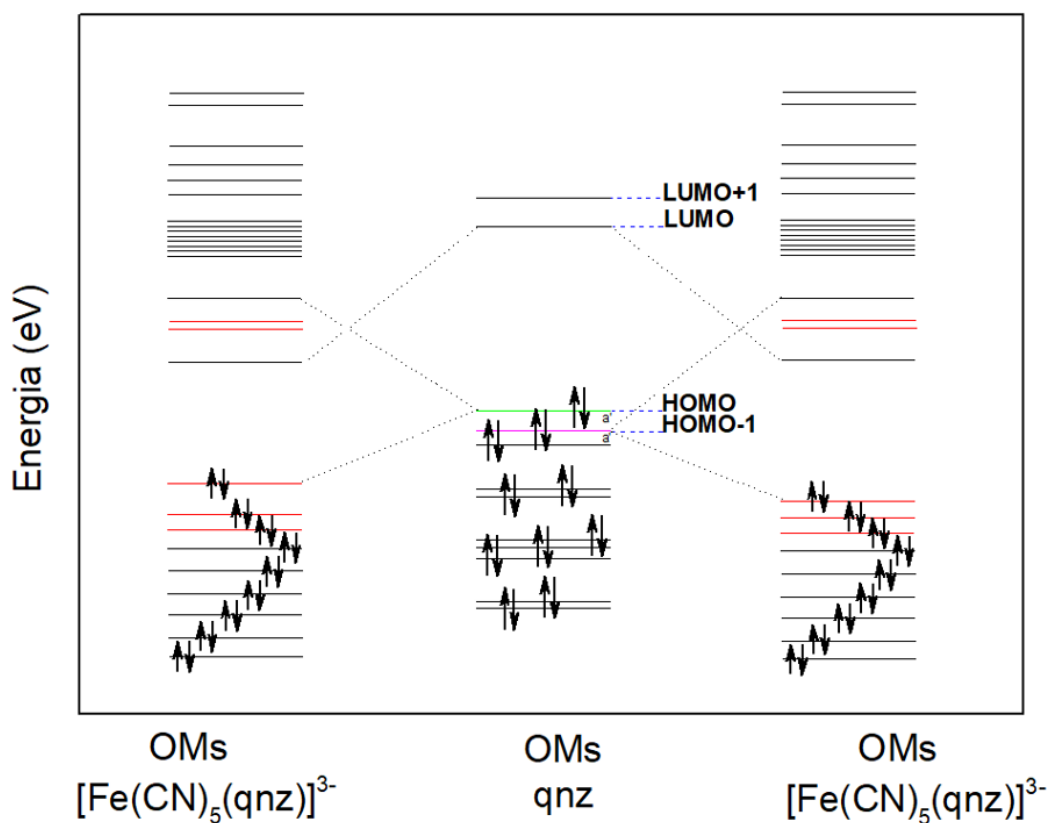 LUMO+1
LUMO
Energia (eV)
HOMO
a'
HOMO-1
a'
OMs
[Fe(CN)₅(qnz)]³⁻
OMs
qnz
OMs
[Fe(CN)₅(qnz)]³⁻